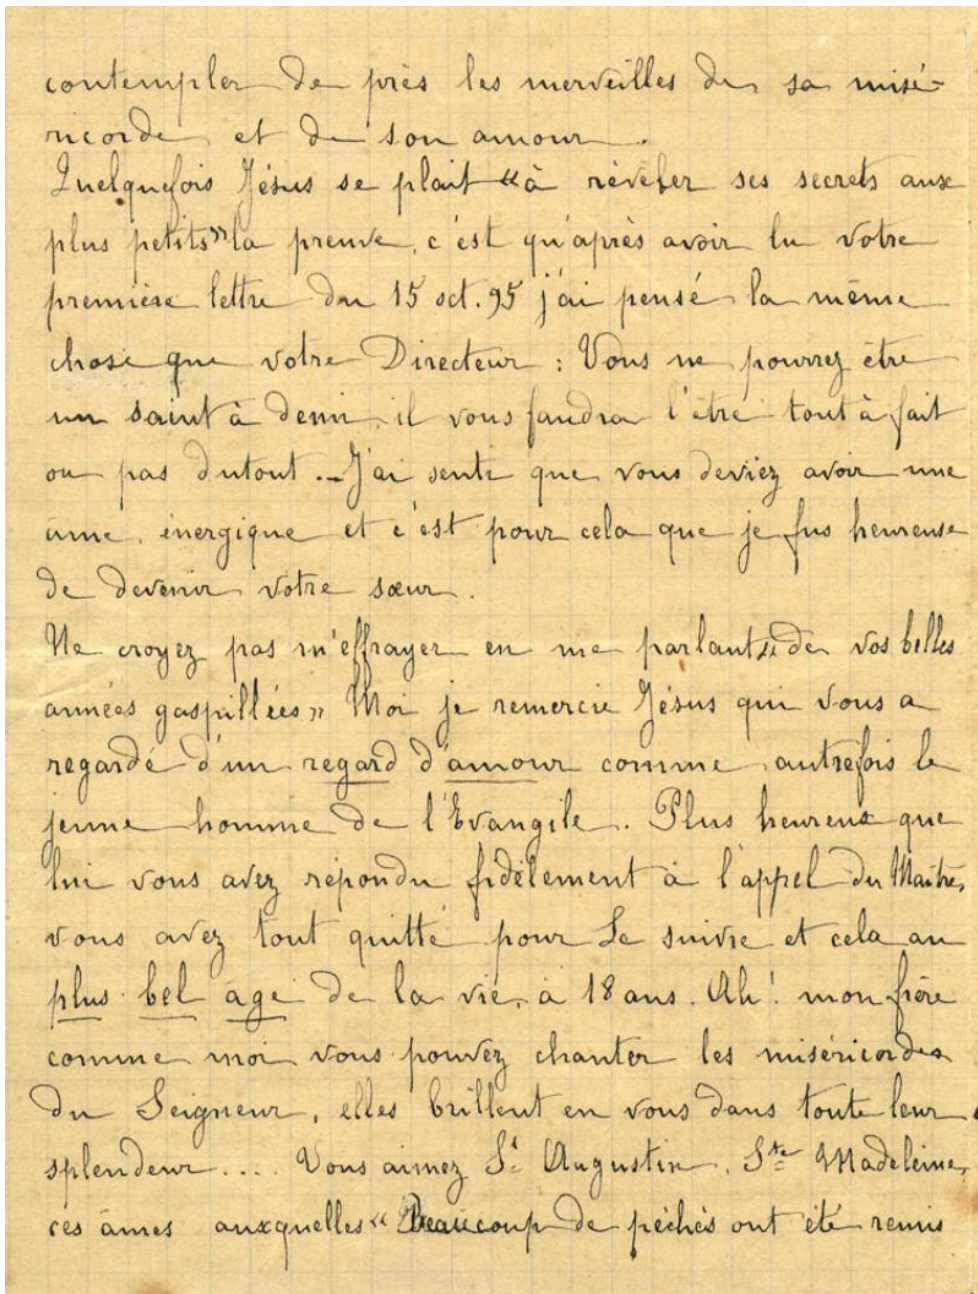 contempler de près les merveilles de sa misé-
ricorde et de son amour.
Quelquefois Jésus se plait «à révéler ses secrets aux
plus petits» la preuve, c'est qu'après avoir lu votre
première lettre du 15 oct. 95 j'ai pensé la même
chose que votre Directeur : Vous ne pourrez être
un saint à demi, il vous faudra l'être tout à fait
ou pas dutout. _ J'ai senti que vous deviez avoir une
âme énergique et c'est pour cela que je fus heureuse
de devenir votre sœur.
Ne croyez pas m'effrayer en me parlant «de vos belles
années gaspillées» Moi je remercie Jésus qui vous a
regardé d'un regard d'amour comme autrefois le
jeune homme de l'Evangile. Plus heureux que
lui vous avez répondu fidèlement à l'appel du Maître,
vous avez tout quitté pour Le suivre et cela au
plus bel âge de la vie, à 18 ans. Ah! mon frère
comme moi vous pouvez chanter les miséricordes
du Seigneur, elles brillent en vous dans toute leur
splendeur.... Vous aimez St Augustin, Ste Madeleine,
ces âmes auxquelles «Beaucoup de péchés ont été remis